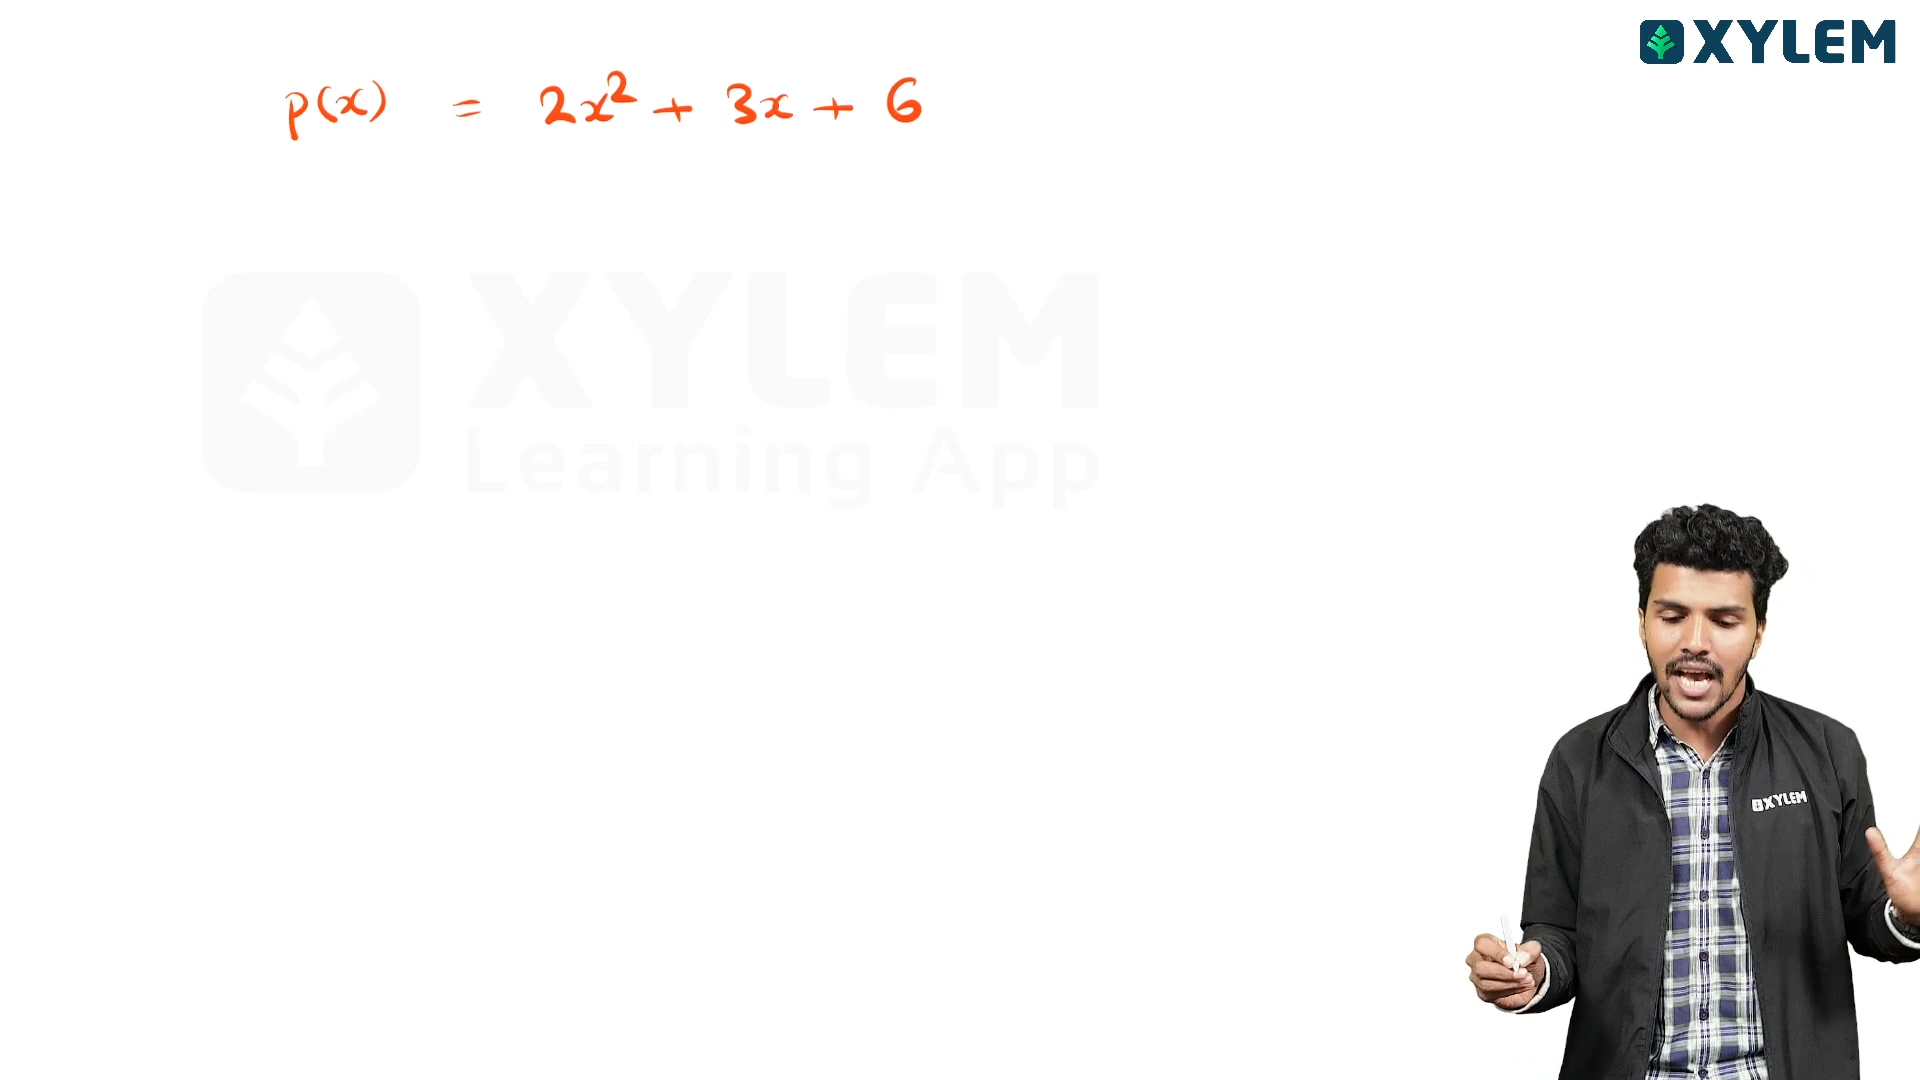 XYLEM
p(x) = 2x² + 3x + 6
XYLEM
Learning App
XYLEM